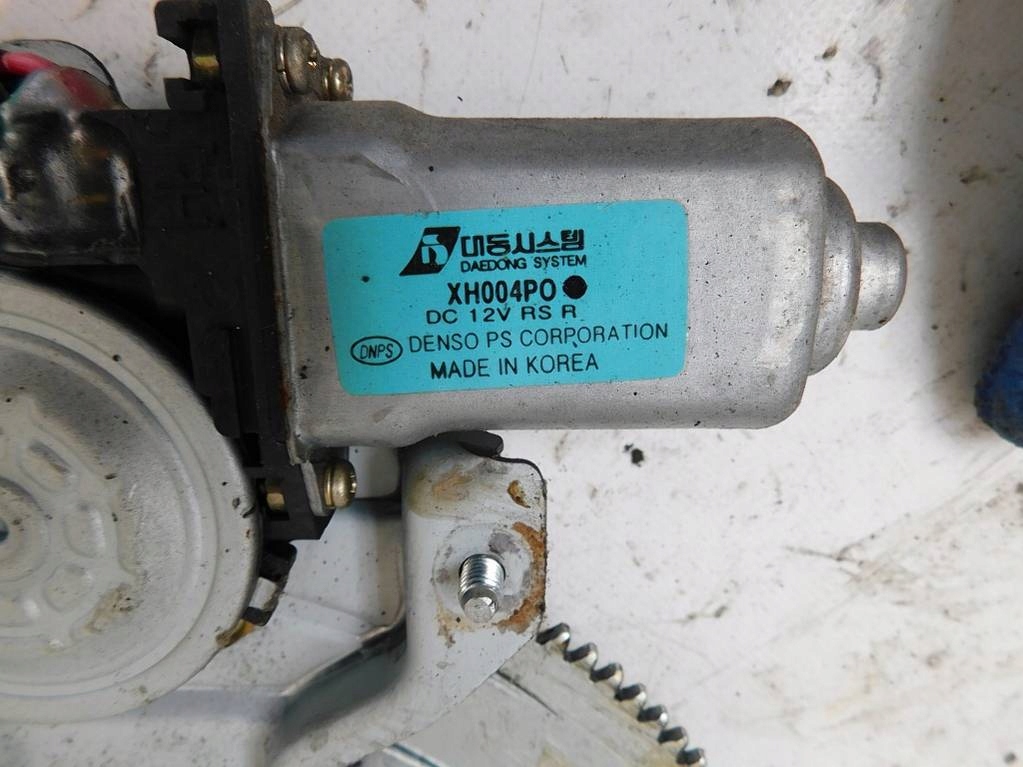 대동시스템
DAEDONG SYSTEM
XH004PO
DC 12V RS R
DNPS DENSO PS CORPORATION
MADE IN KOREA